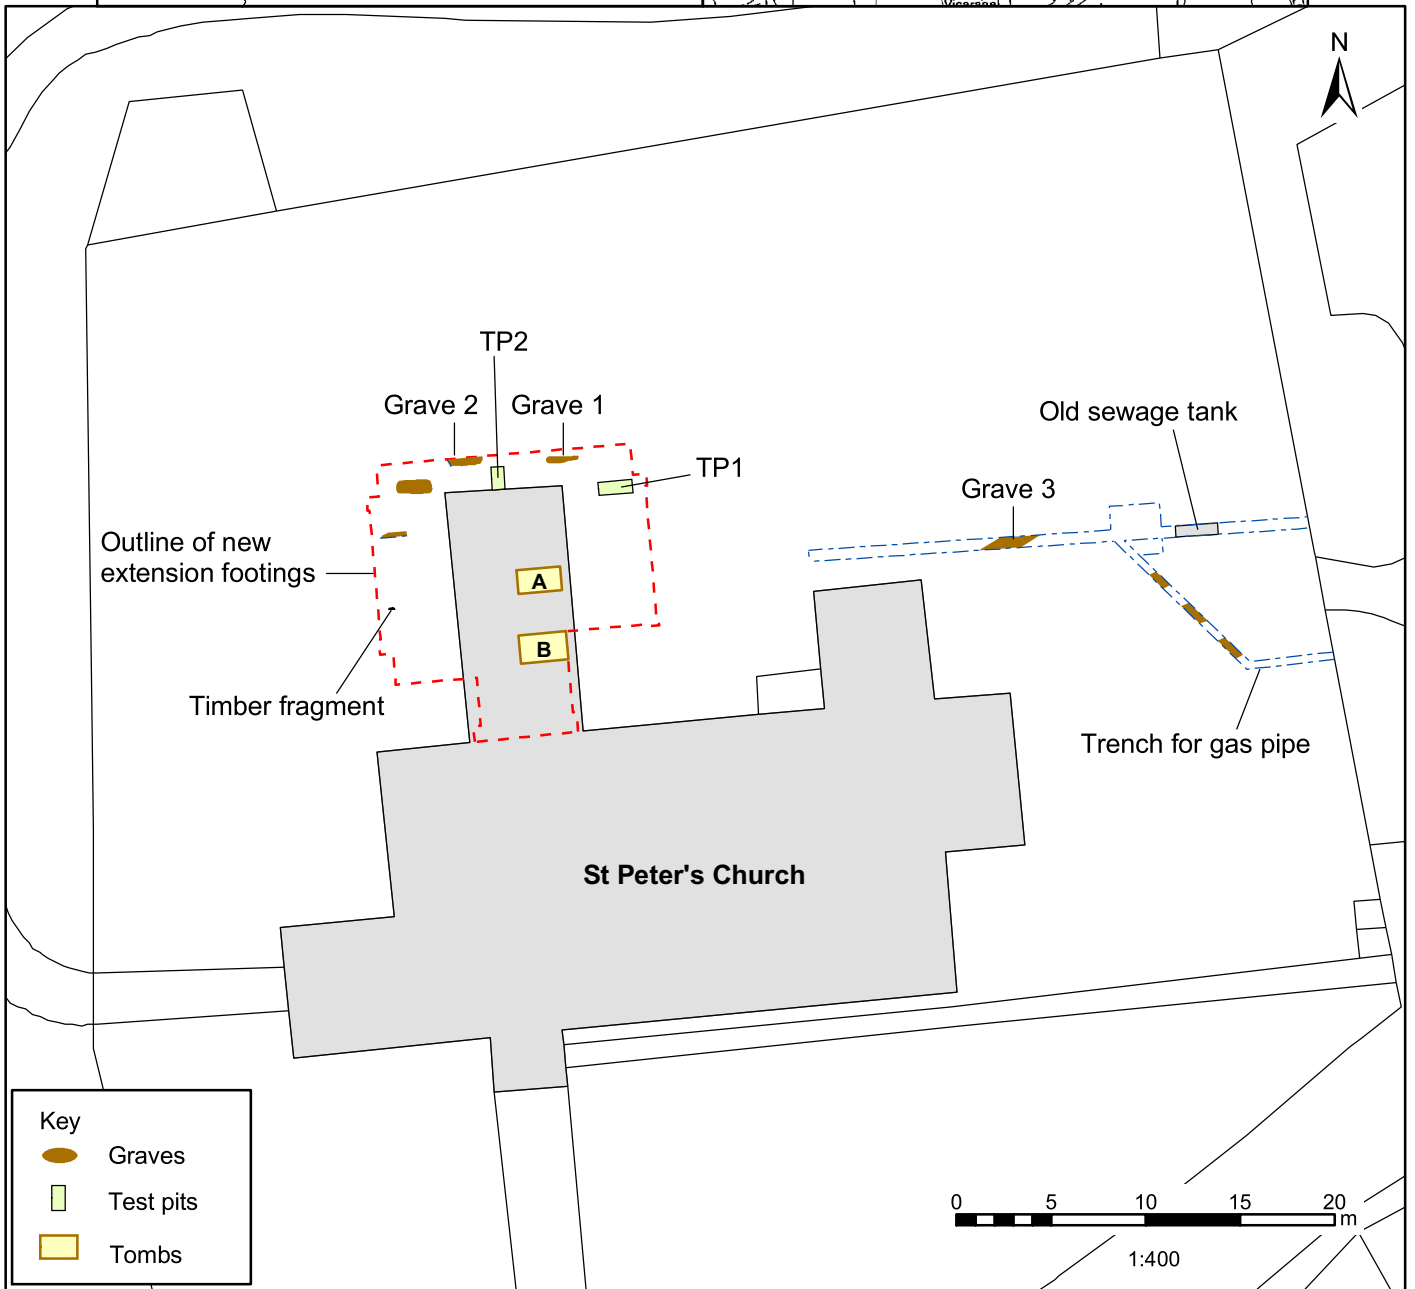 Vicarage
N
TP2
Grave 2
Grave 1
Old sewage tank
TP1
Grave 3
Outline of new
extension footings
A
B
Timber fragment
Trench for gas pipe
St Peter's Church
Key
Graves
Test pits
Tombs
0 5 10 15 20
m
1:400